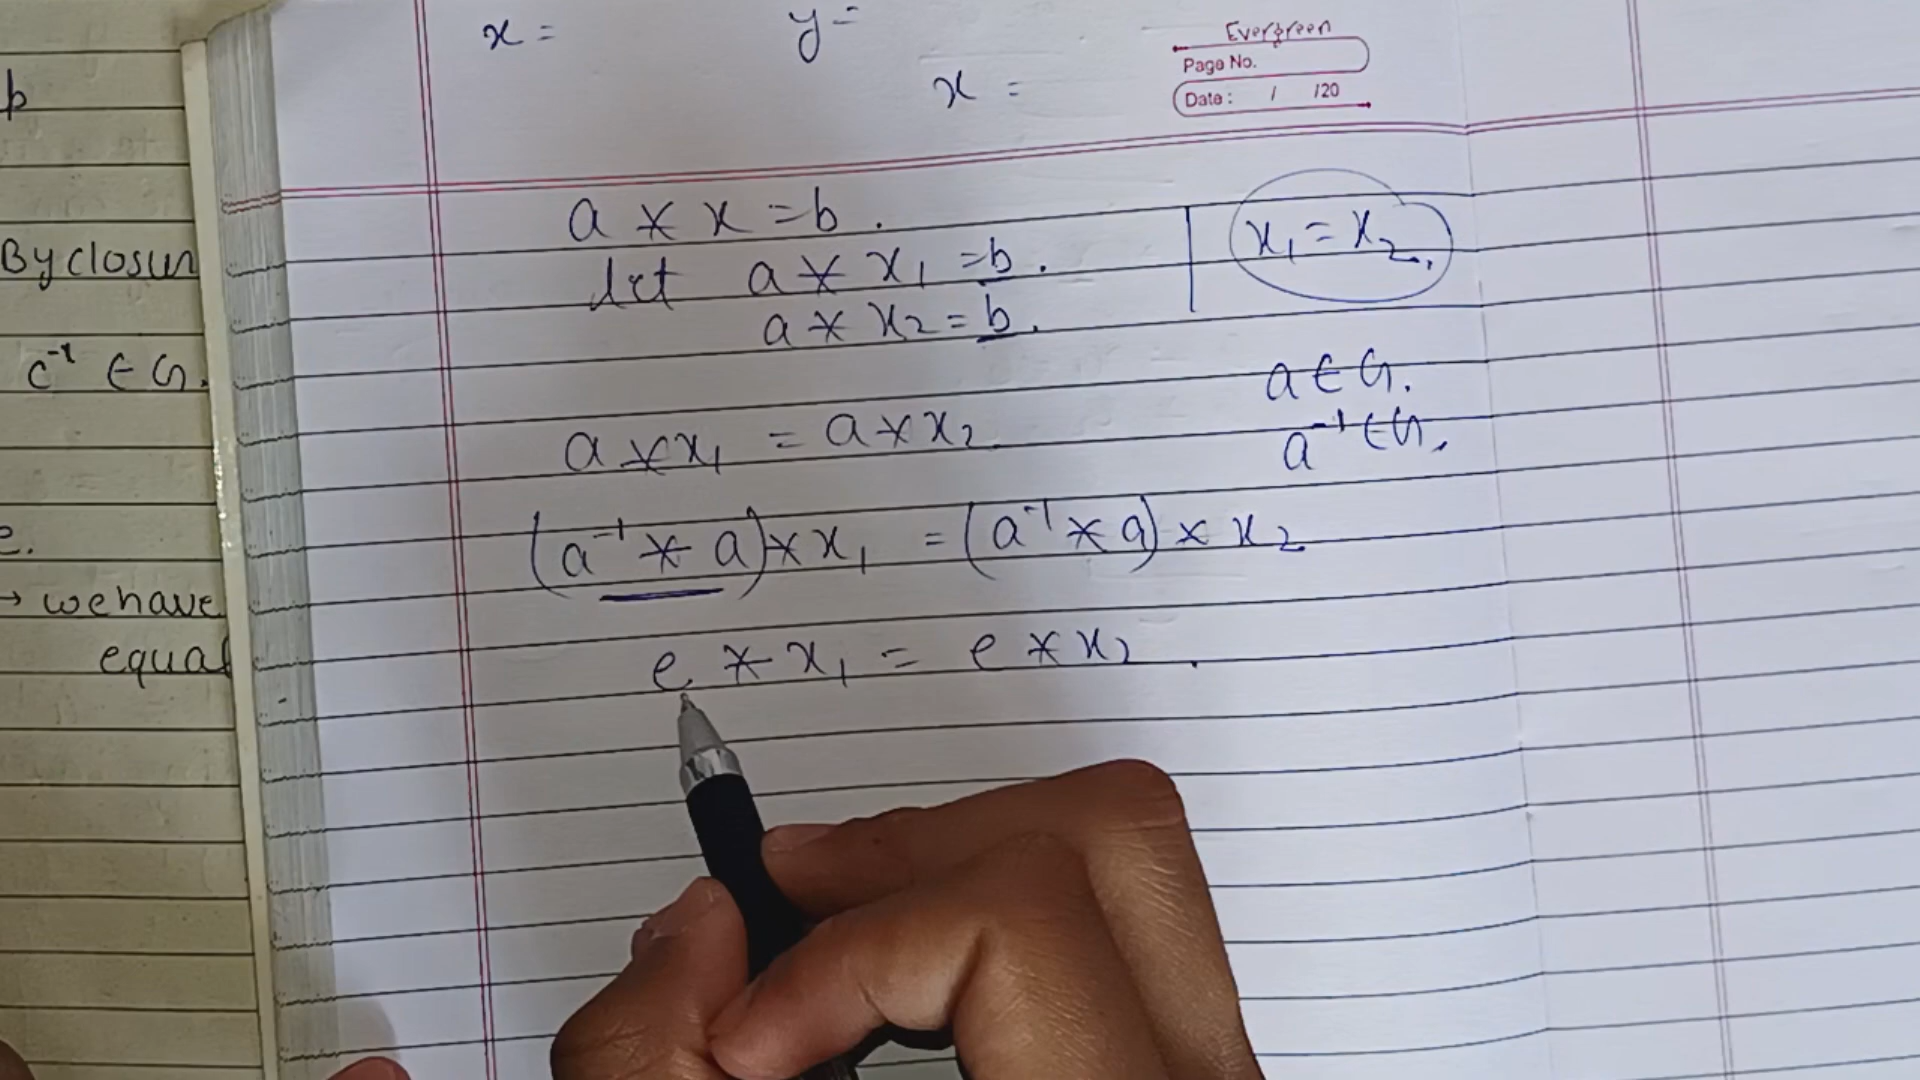 p
By closur
c⁻¹ ∈ G.
e.
→ we have
equal
x = y =
x =
Evergreen
Page No.
Date : / /20
a * x = b .
let a * x₁ = b .
a * x₂ = b .
x₁ = x₂ .
a ∈ G.
a⁻¹ ∈ G.
a * x₁ = a * x₂
(a⁻¹ * a) * x₁ = (a⁻¹ * a) * x₂
e * x₁ = e * x₂ .